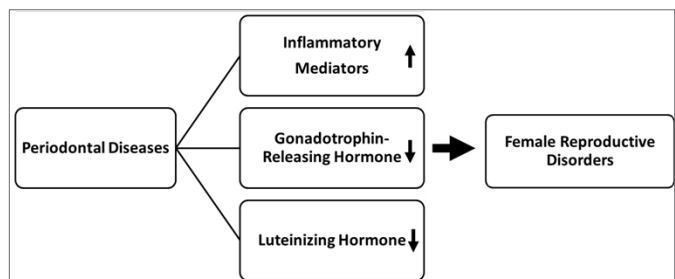 Inflammatory
Mediators
Periodontal Diseases
Gonadotrophin-
Releasing Hormone
Female Reproductive
Disorders
Luteinizing Hormone